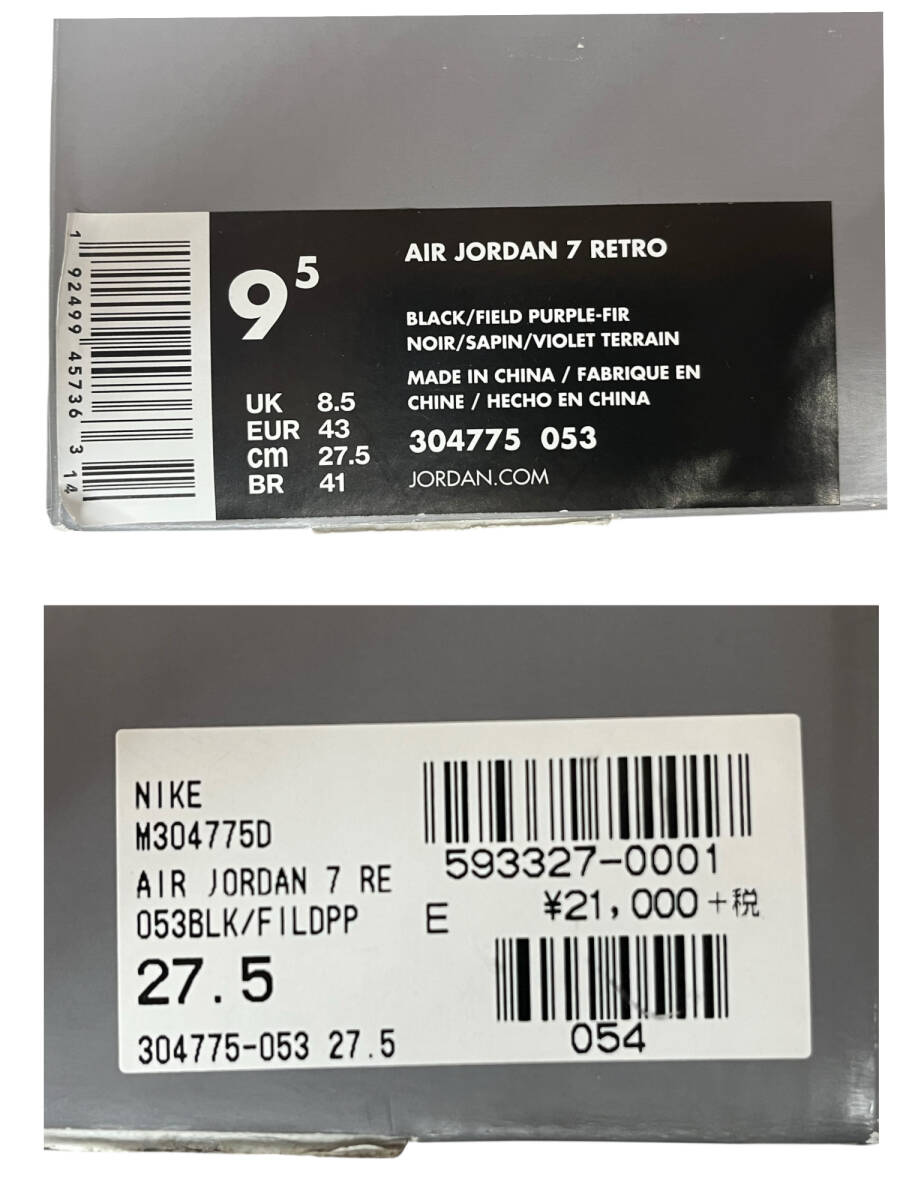 1 92499 45736 3 14
9 5
UK 8.5
EUR 43
cm 27.5
BR 41
AIR JORDAN 7 RETRO
BLACK/FIELD PURPLE-FIR
NOIR/SAPIN/VIOLET TERRAIN
MADE IN CHINA / FABRIQUE EN
CHINE / HECHO EN CHINA
304775 053
JORDAN.COM
NIKE
M304775D
AIR JORDAN 7 RE
053BLK/FILDPP
27.5
304775-053 27.5
593327-0001
E ¥21,000+税
054